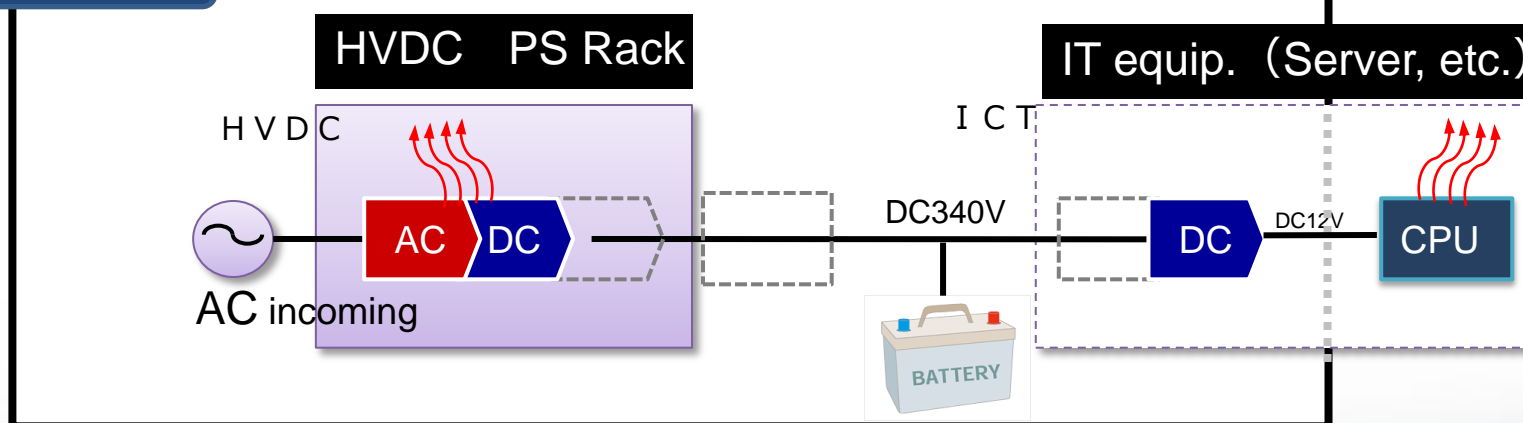 HVDC　PS Rack
IT equip.（Server, etc.）
ＨＶＤＣ
ＩＣＴ
AC
DC
DC340V
DC
DC12V
CPU
AC incoming
BATTERY